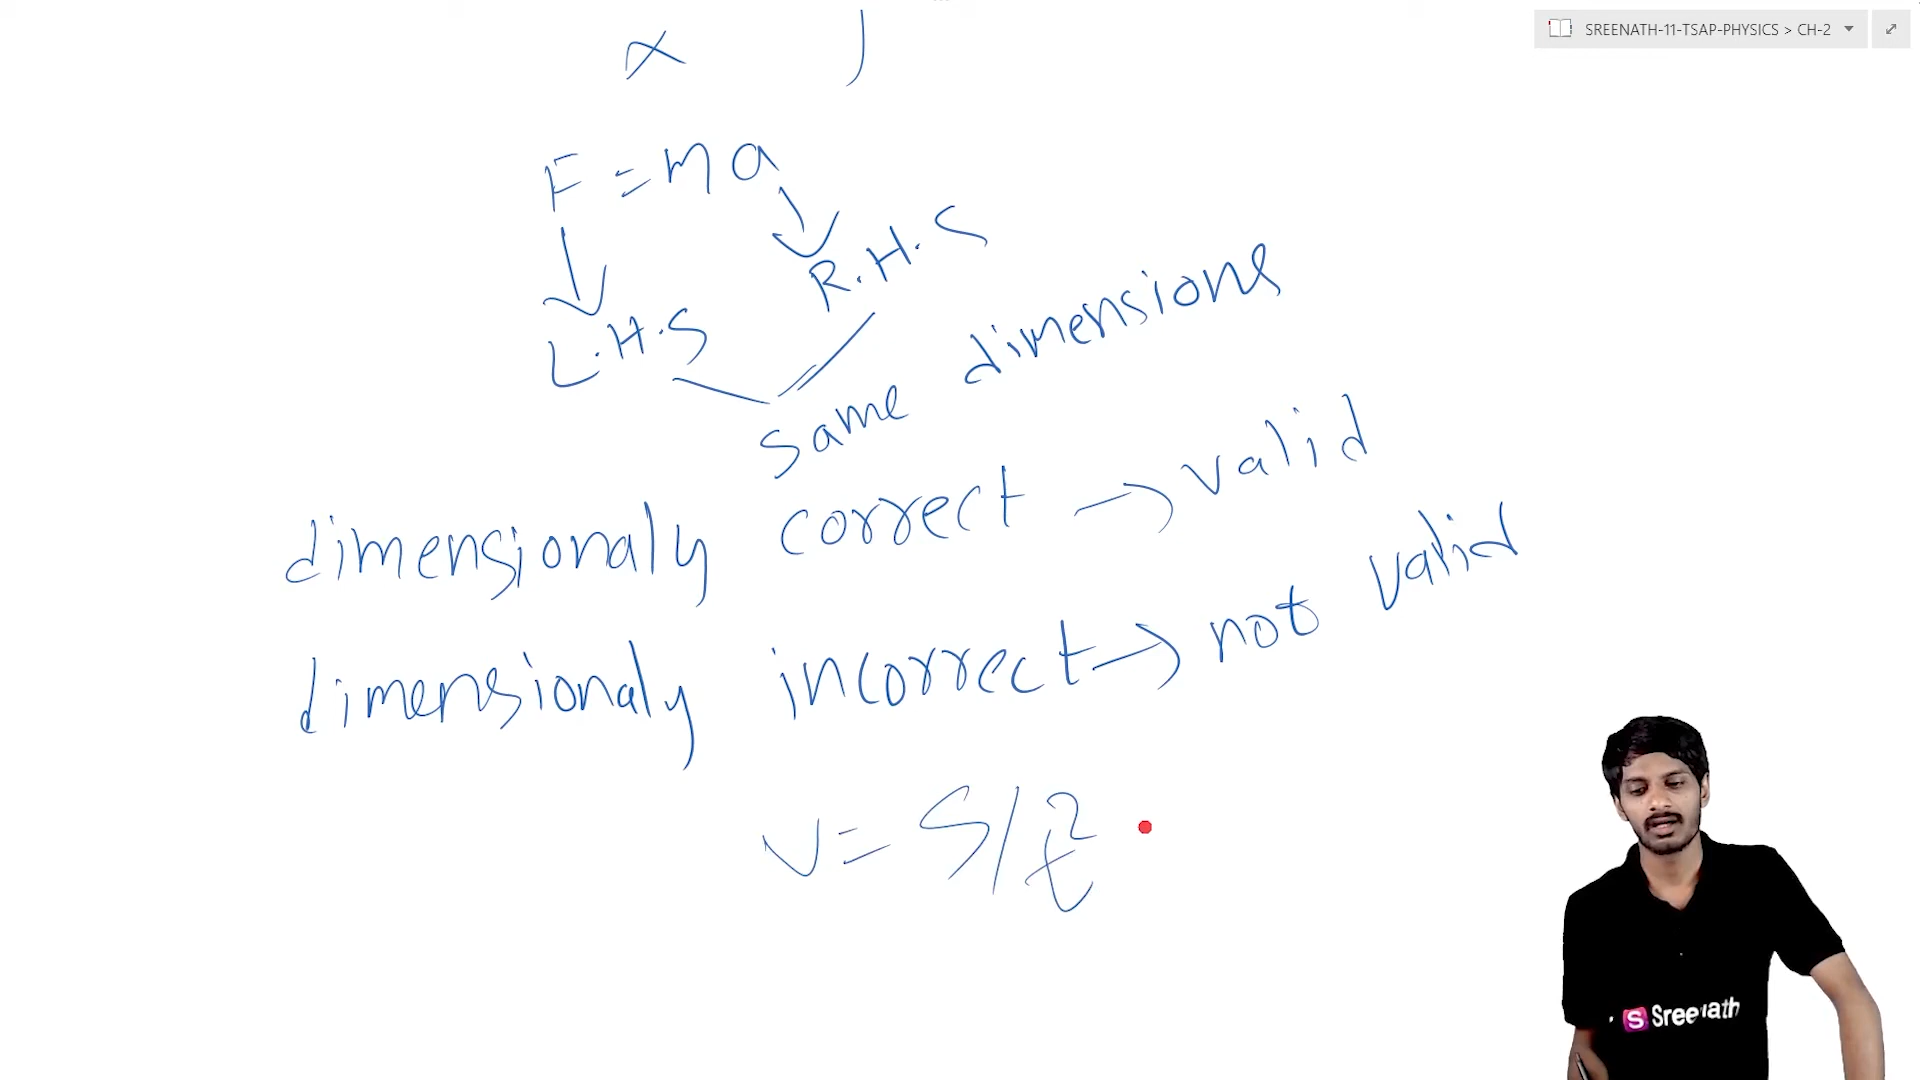 SREENATH-11-TSAP-PHYSICS > CH-2
F = ma
R.H.S
L.H.S
same dimensions
dimensionaly correct → valid
dimensionaly incorrect → not valid
v = S/t²
Sreenath